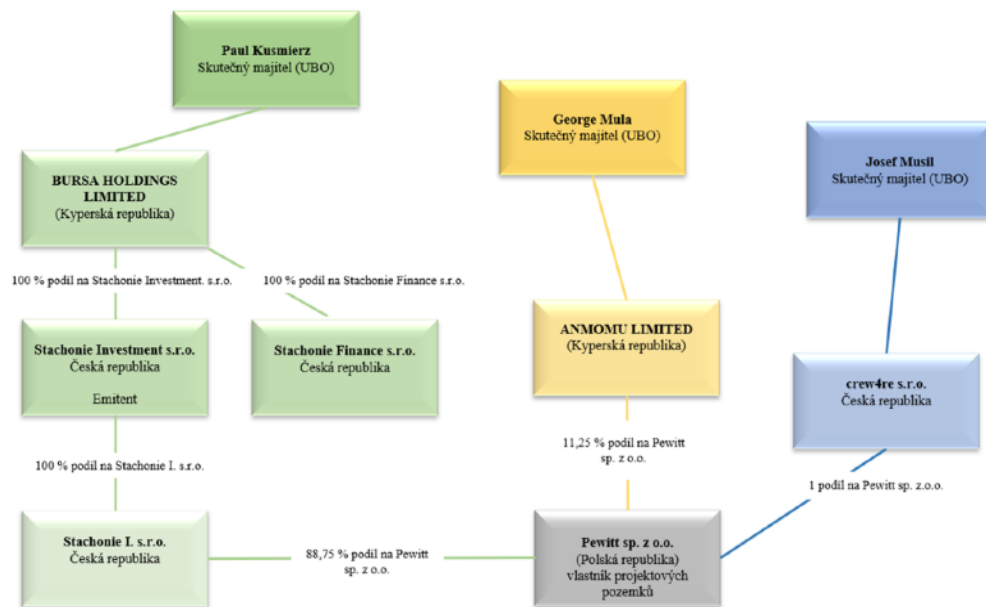 Paul Kusmierz
Skutečný majitel (UBO)
George Mula
Skutečný majitel (UBO)
Josef Musil
Skutečný majitel (UBO)
BURSA HOLDINGS
LIMITED
(Kyperská republika)
100 % podíl na Stachonie Investment. s.r.o.
100 % podíl na Stachonie Finance s.r.o.
Stachonie Investment s.r.o.
Česká republika
Emitent
Stachonie Finance s.r.o.
Česká republika
ANMOMU LIMITED
(Kyperská republika)
crew4re s.r.o.
Česká republika
100 % podíl na Stachonie I. s.r.o.
11,25 % podíl na Pewitt
sp. z o.o.
1 podíl na Pewitt sp. z.o.o.
Stachonie I. s.r.o.
Česká republika
88,75 % podíl na Pewitt
sp. z o.o.
Pewitt sp. z o.o.
(Polská republika)
vlastník projektových
pozemků